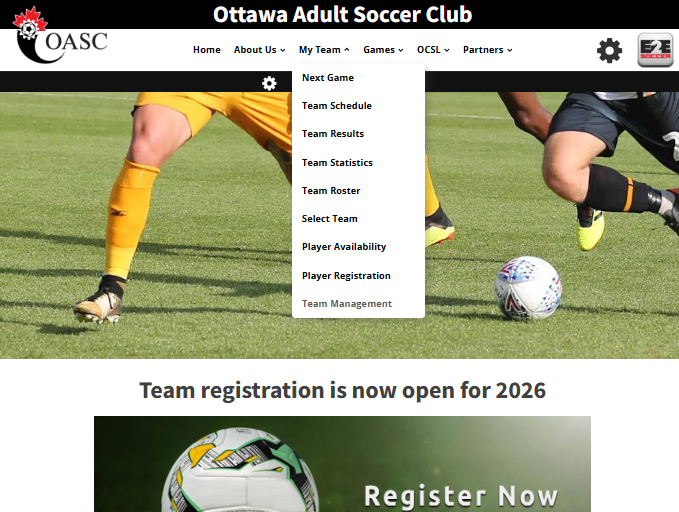 Ottawa Adult Soccer Club
OASC
Home About Us My Team Games OCSL Partners
E2E
SOCCER
Next Game
Team Schedule
Team Results
Team Statistics
Team Roster
Select Team
Player Availability
Player Registration
Team Management
Team registration is now open for 2026
Register Now